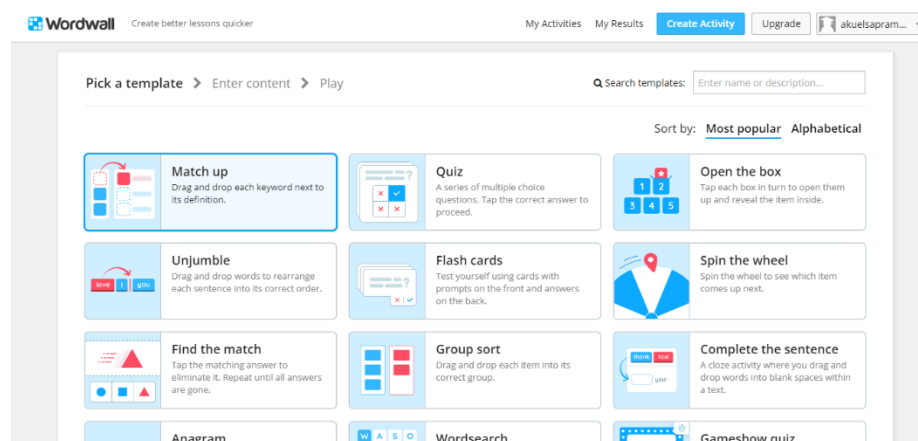 Wordwall Create better lessons quicker My Activities My Results Create Activity Upgrade akuelsapram...
Pick a template > Enter content > Play Search templates: Enter name or description...
Sort by: Most popular Alphabetical
Match up
Drag and drop each keyword next to
its definition.
Quiz
A series of multiple choice
questions. Tap the correct answer to
proceed.
1 2
3 4 5
Open the box
Tap each box in turn to open them
up and reveal the item inside.
love I you
Unjumble
Drag and drop words to rearrange
each sentence into its correct order.
Flash cards
Test yourself using cards with
prompts on the front and answers
on the back.
Spin the wheel
Spin the wheel to see which item
comes up next.
Find the match
Tap the matching answer to
eliminate it. Repeat until all answers
are gone.
Group sort
Drag and drop each item into its
correct group.
thank
you!
Complete the sentence
A cloze activity where you drag and
drop words into blank spaces within
a text.
Anagram
W A S O
Wordsearch
Gameshow quiz